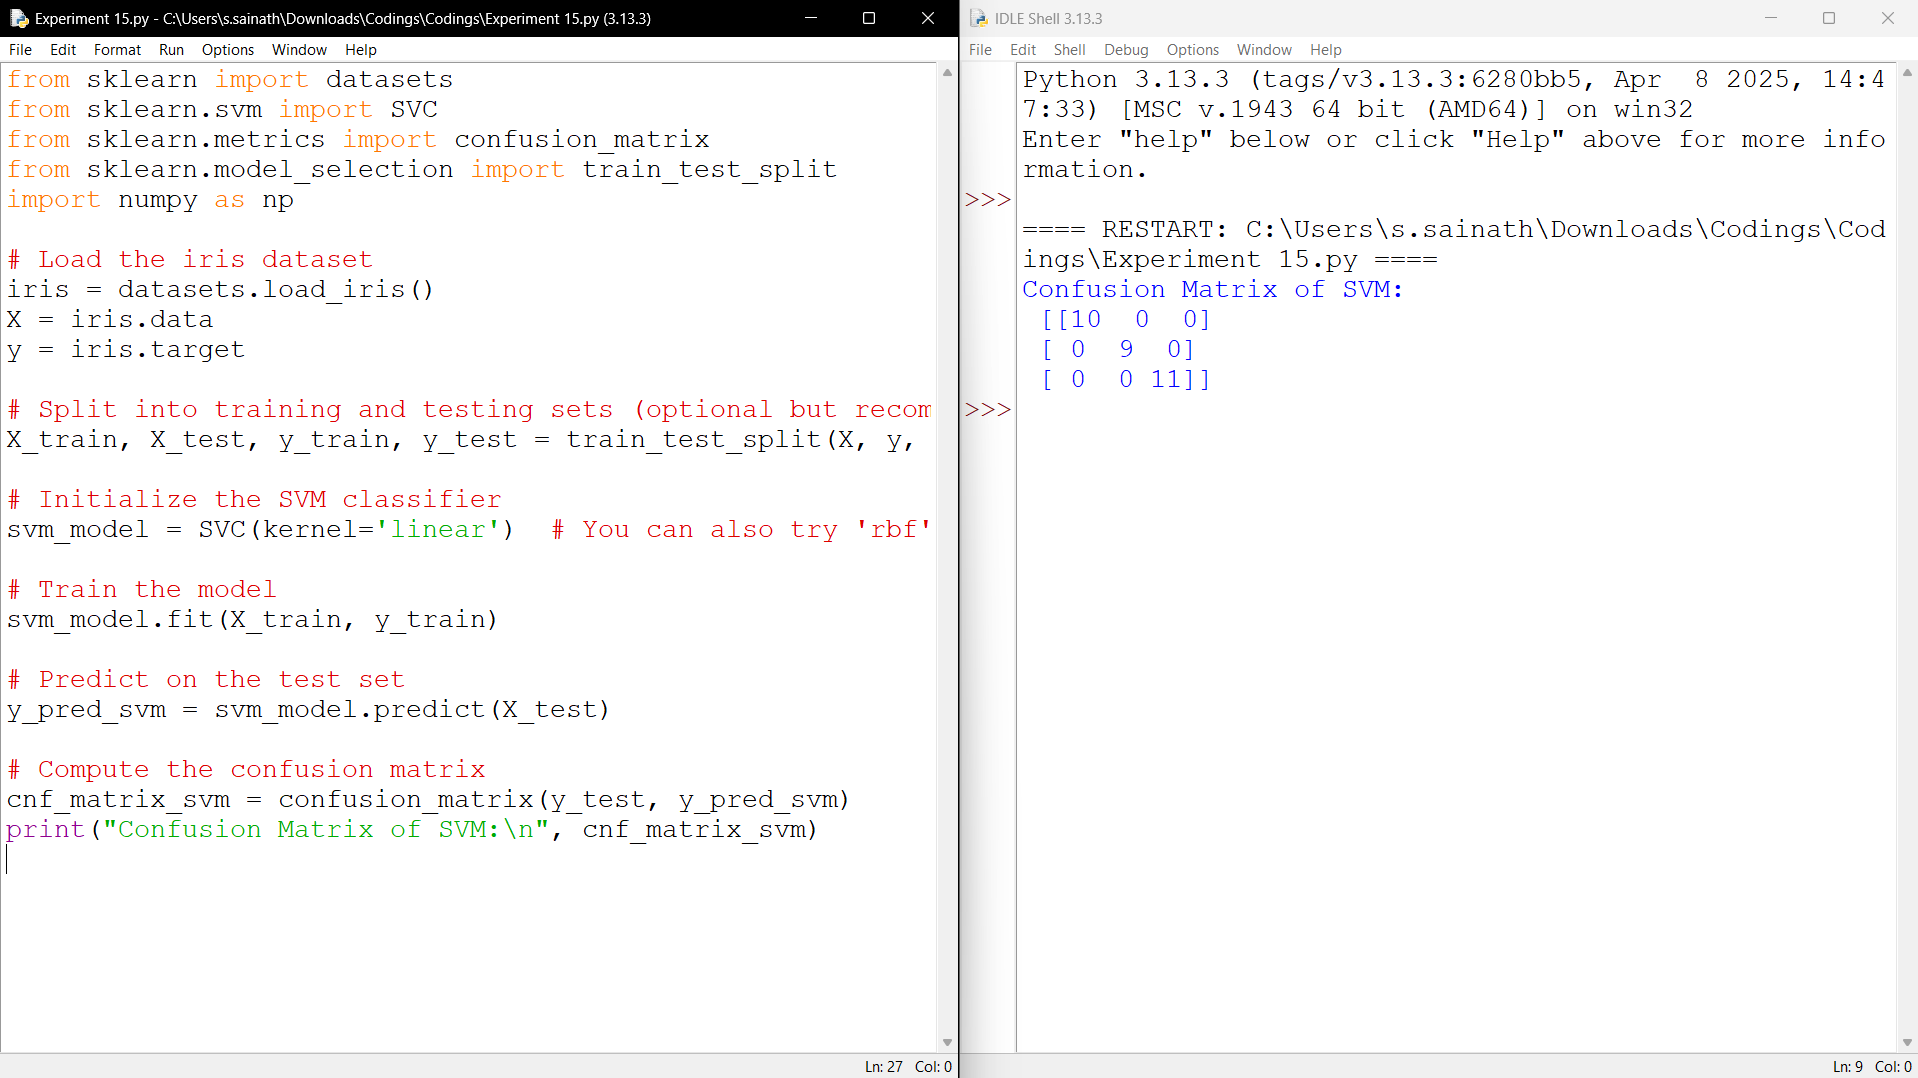 Experiment 15.py - C:\Users\s.sainath\Downloads\Codings\Codings\Experiment 15.py (3.13.3)
File Edit Format Run Options Window Help
from sklearn import datasets
from sklearn.svm import SVC
from sklearn.metrics import confusion_matrix
from sklearn.model_selection import train_test_split
import numpy as np
# Load the iris dataset
iris = datasets.load_iris()
X = iris.data
y = iris.target
# Split into training and testing sets (optional but recom
X_train, X_test, y_train, y_test = train_test_split(X, y,
# Initialize the SVM classifier
svm_model = SVC(kernel='linear')  # You can also try 'rbf'
# Train the model
svm_model.fit(X_train, y_train)
# Predict on the test set
y_pred_svm = svm_model.predict(X_test)
# Compute the confusion matrix
cnf_matrix_svm = confusion_matrix(y_test, y_pred_svm)
print("Confusion Matrix of SVM:\n", cnf_matrix_svm)
Ln: 27 Col: 0
IDLE Shell 3.13.3
File Edit Shell Debug Options Window Help
Python 3.13.3 (tags/v3.13.3:6280bb5, Apr  8 2025, 14:4
7:33) [MSC v.1943 64 bit (AMD64)] on win32
Enter "help" below or click "Help" above for more info
rmation.
>>>
==== RESTART: C:\Users\s.sainath\Downloads\Codings\Cod
ings\Experiment 15.py ====
Confusion Matrix of SVM:
 [[10  0  0]
 [ 0  9  0]
 [ 0  0 11]]
>>>
Ln: 9 Col: 0